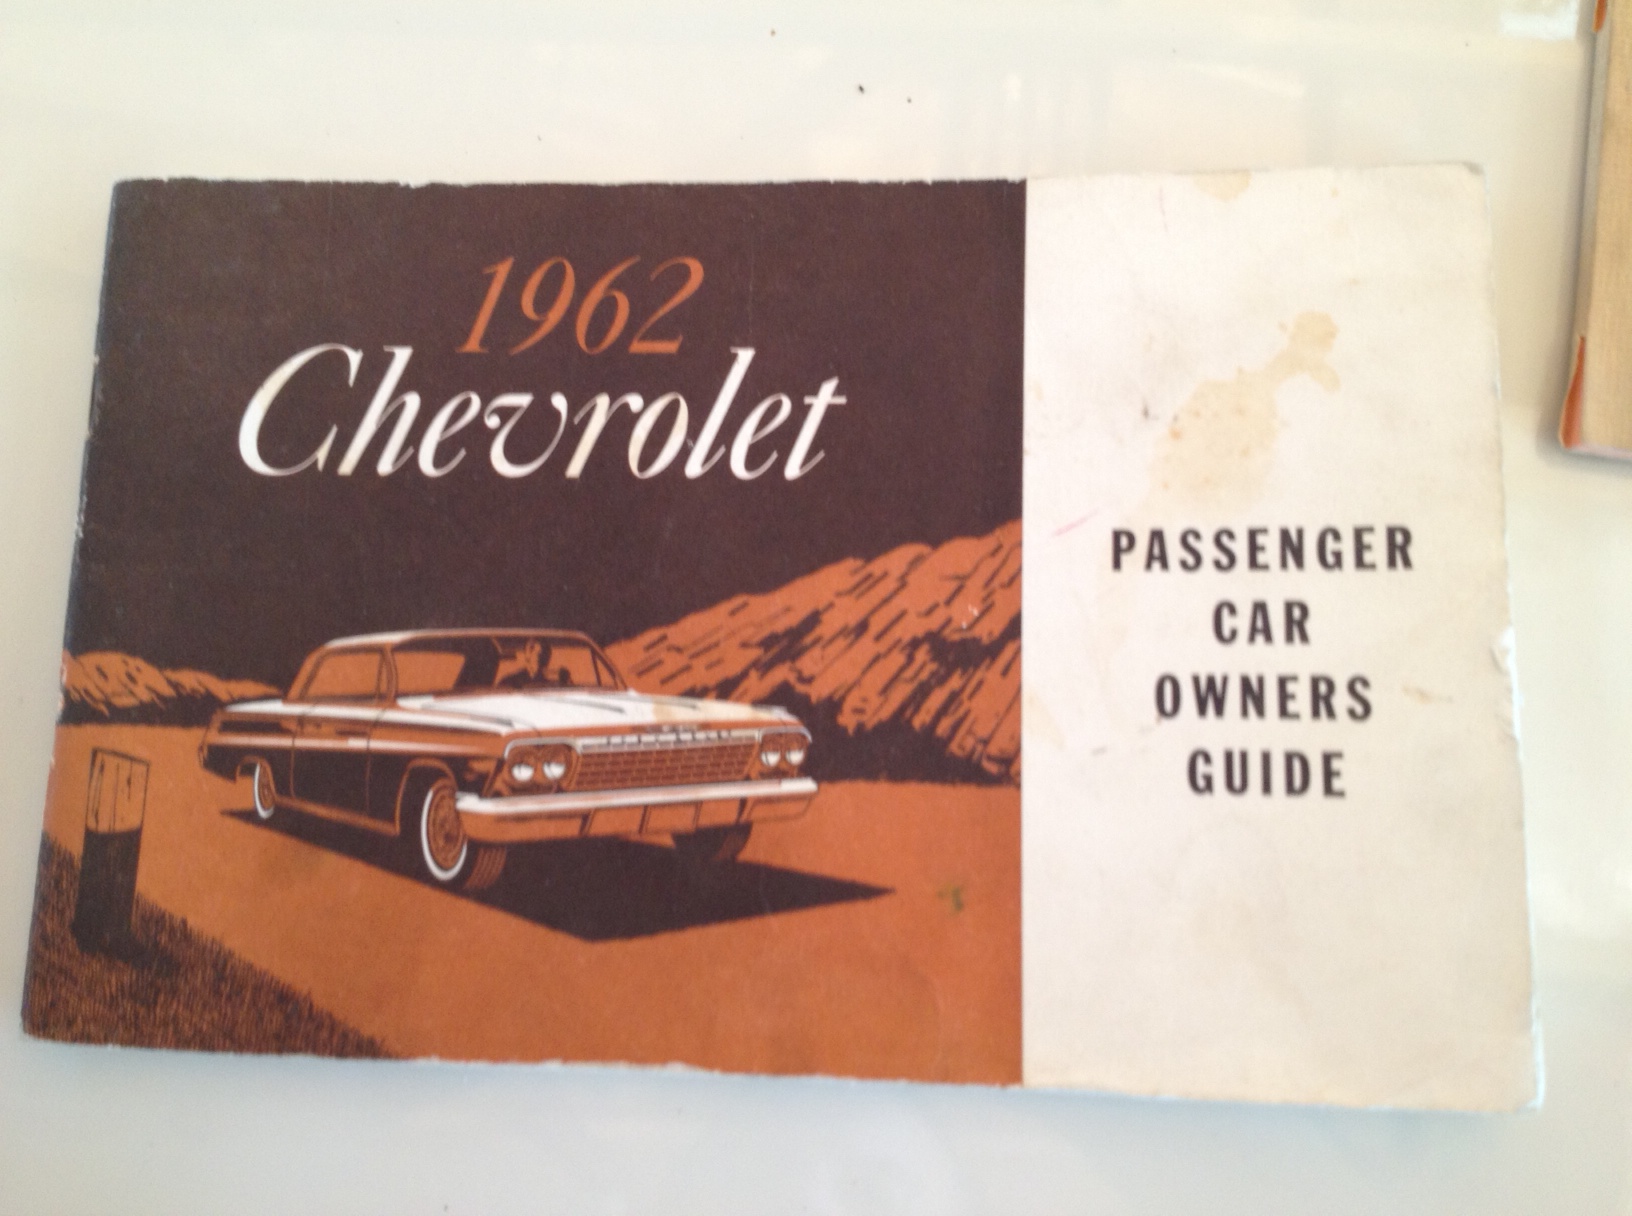 1962
Chevrolet
PASSENGER
CAR
OWNERS
GUIDE